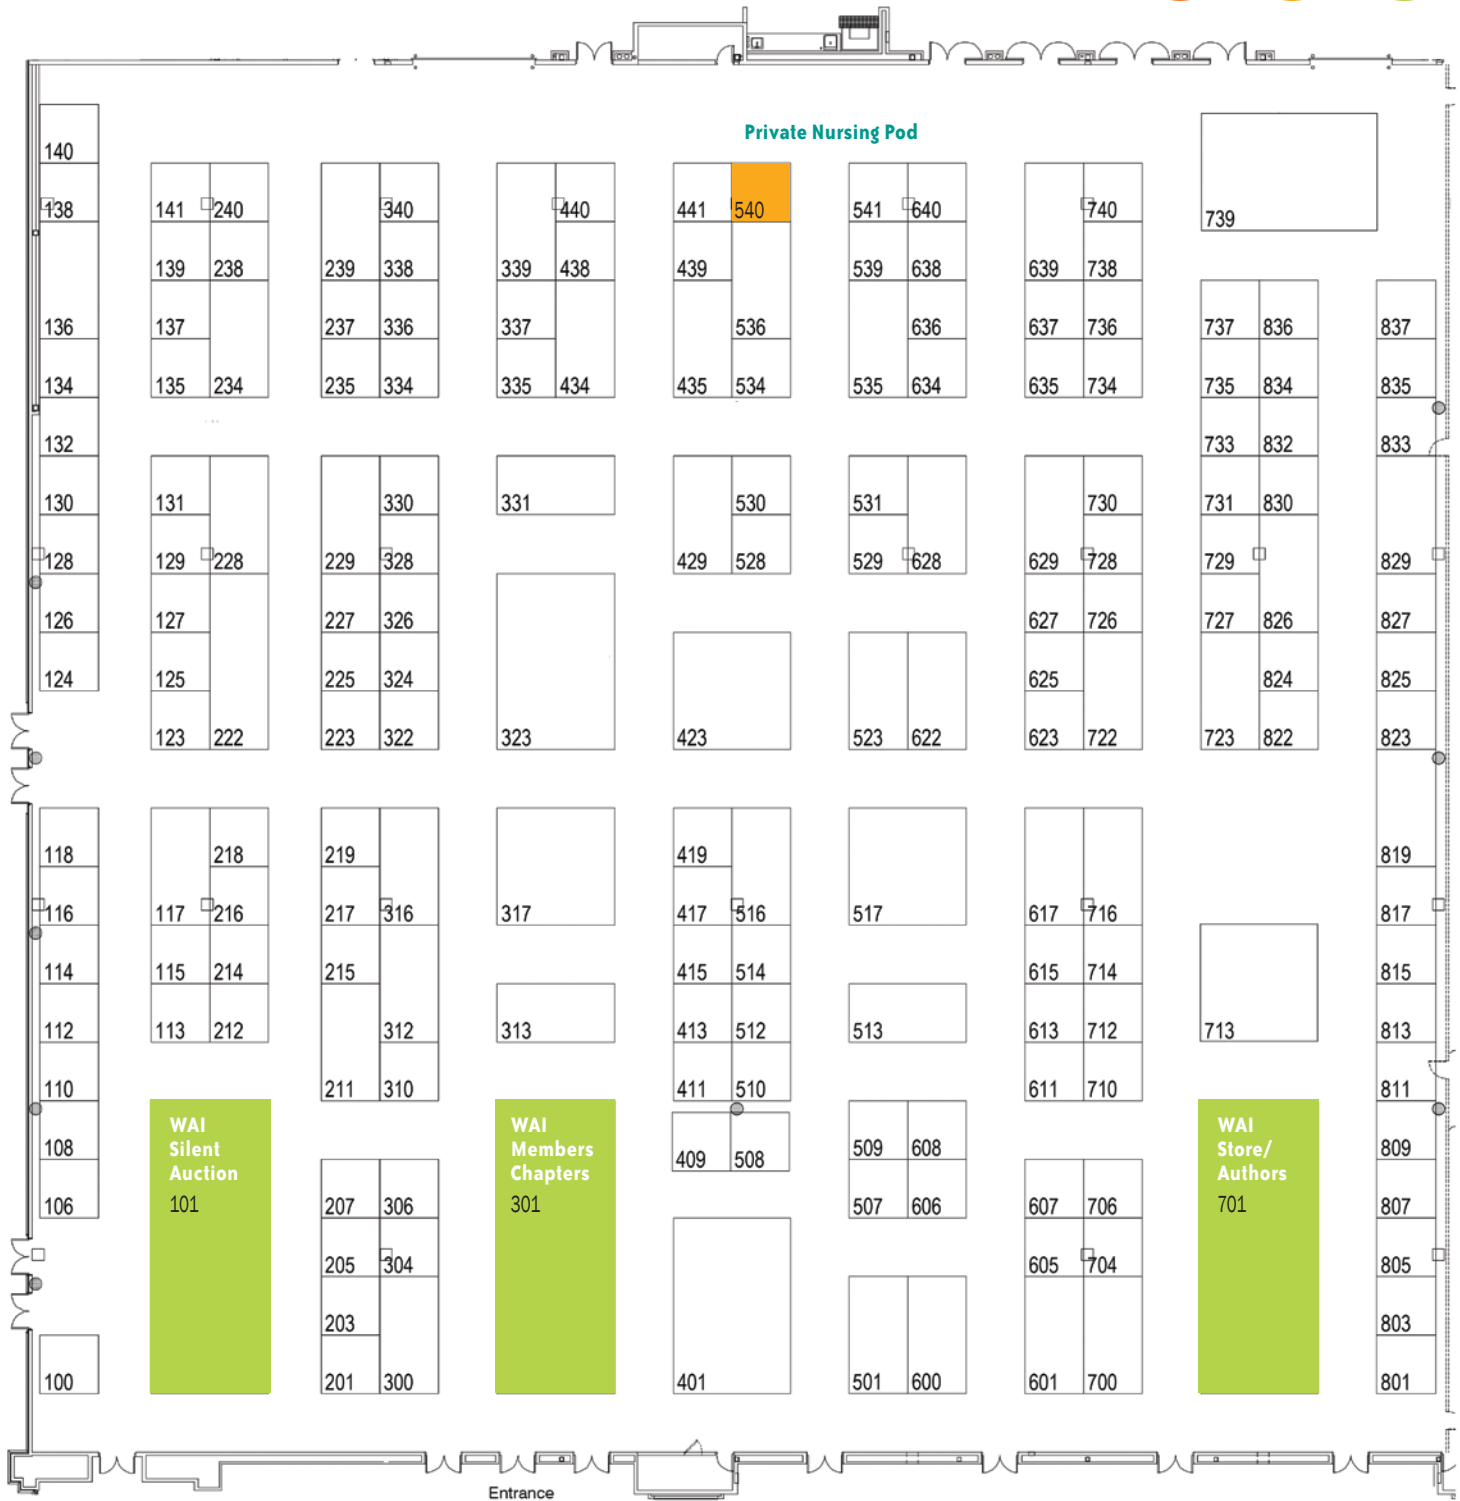 Private Nursing Pod
140
138 141 240 340 440 441 540 541 640 740 739
139 238 239 338 339 438 439 539 638 639 738
136 137 237 336 337 536 636 637 736 737 836 837
134 135 234 235 334 335 434 435 534 535 634 635 734 735 834 835
132 733 832 833
130 131 330 331 530 531 730 731 830
128 129 228 229 328 429 528 529 628 629 728 729 829
126 127 227 326 627 726 727 826 827
124 125 225 324 625 824 825
123 222 223 322 323 423 523 622 623 722 723 822 823
118 218 219 419 819
116 117 216 217 316 317 417 516 517 617 716 817
114 115 214 215 415 514 615 714 815
112 113 212 312 313 413 512 513 613 712 713 813
110 211 310 411 510 611 710 811
WAI
Silent
Auction
101
WAI
Members
Chapters
301
WAI
Store/
Authors
701
108 409 508 509 608 809
106 207 306 507 606 607 706 807
205 304 605 704 805
203 803
100 201 300 401 501 600 601 700 801
Entrance